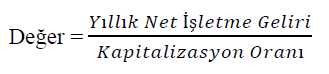 Değer = Yıllık Net İşletme Geliri
Kapitalizasyon Oranı